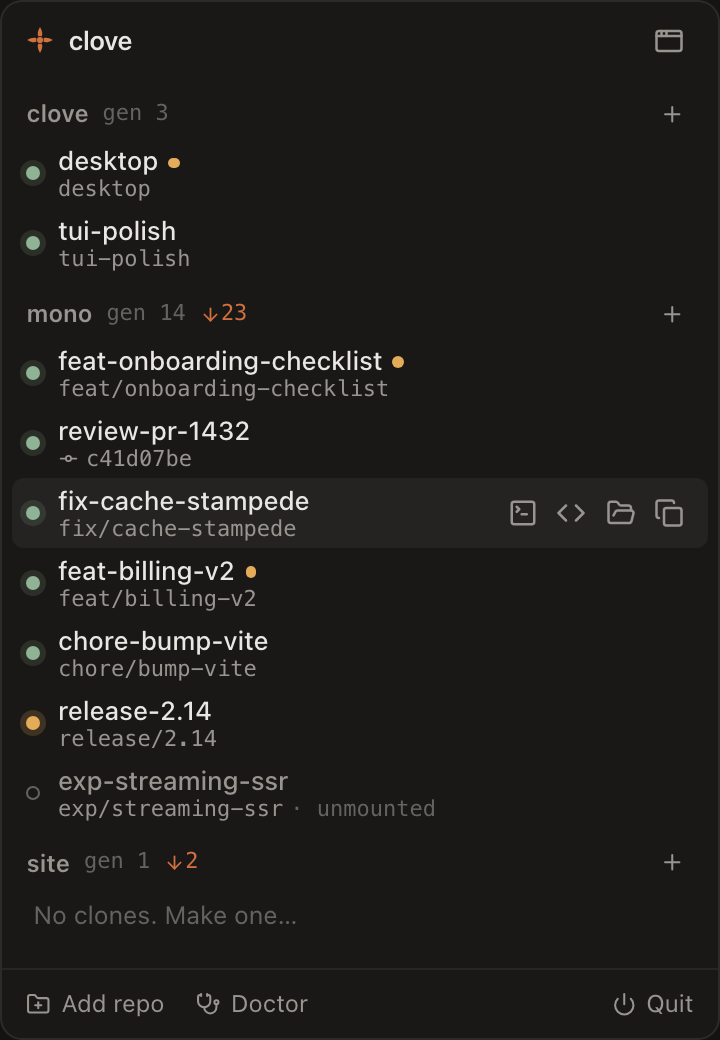 clove
clove gen 3
desktop
desktop
tui-polish
tui-polish
mono gen 14 ↓23
feat-onboarding-checklist
feat/onboarding-checklist
review-pr-1432
c41d07be
fix-cache-stampede
fix/cache-stampede
feat-billing-v2
feat/billing-v2
chore-bump-vite
chore/bump-vite
release-2.14
release/2.14
exp-streaming-ssr
exp/streaming-ssr · unmounted
site gen 1 ↓2
No clones. Make one…
Add repo Doctor Quit